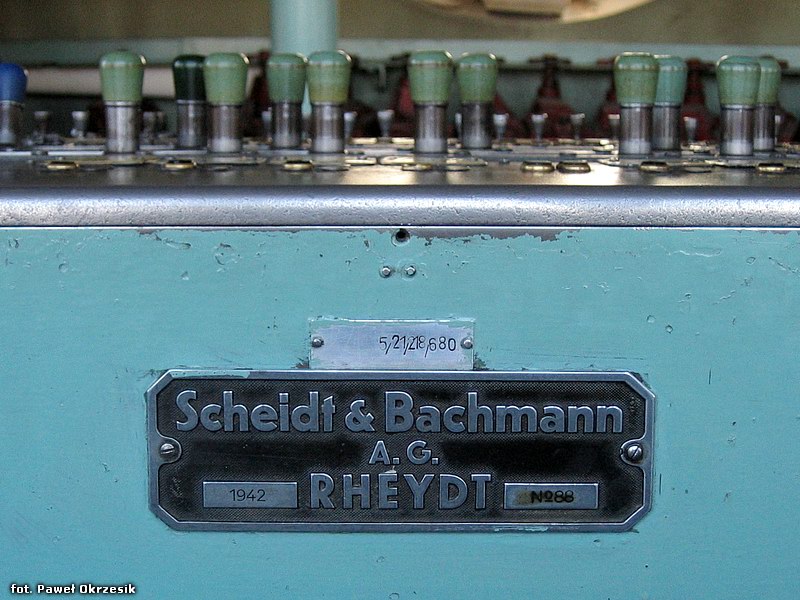 5/21/218/680
Scheidt & Bachmann
A. G.
1942 RHEYDT Nº88
fot. Paweł Okrzesik